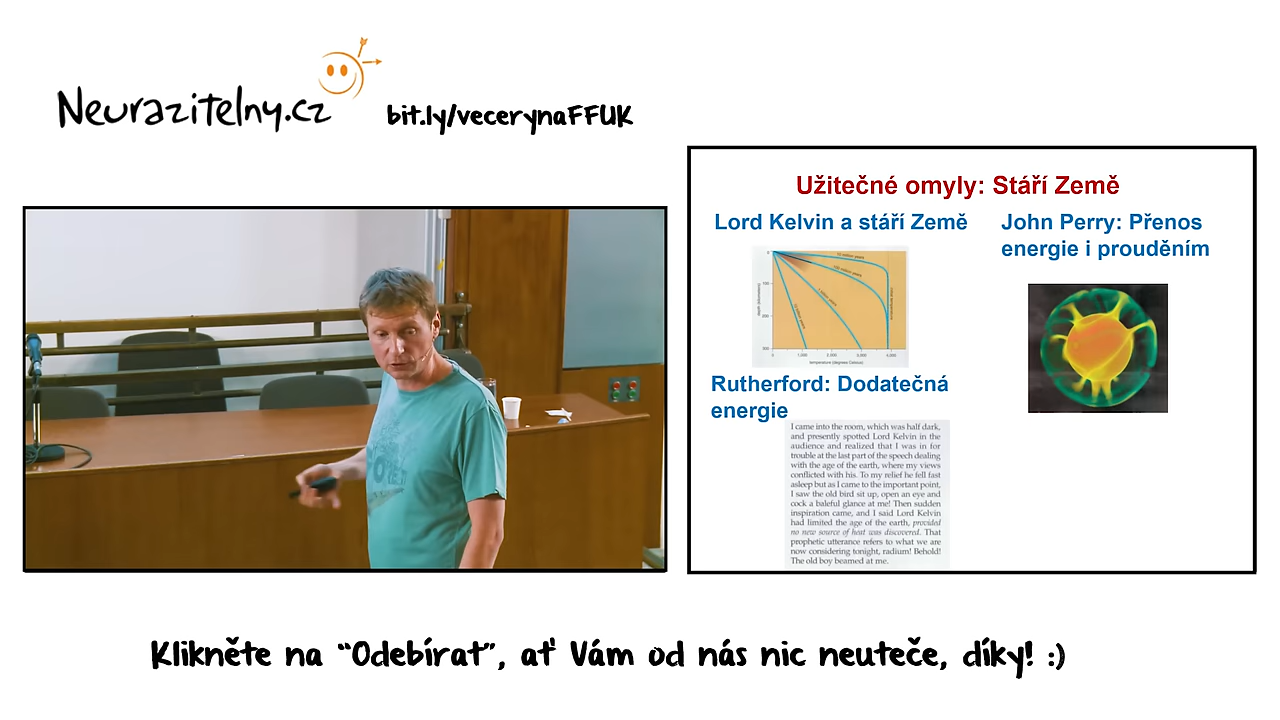 Neurazitelny.cz
bit.ly/vecerynaFFUK
Užitečné omyly: Stáří Země
Lord Kelvin a stáří Země
John Perry: Přenos
energie i prouděním
temperature (degrees Celsius)
Rutherford: Dodatečná
energie
I came into the room, which was half dark,
and presently spotted Lord Kelvin in the
audience and realized that I was in for
trouble at the last part of the speech dealing
with the age of the earth, where my views
conflicted with his. To my relief he fell fast
asleep but as I came to the important point,
I saw the old bird sit up, open an eye and
cock a baleful glance at me! Then sudden
inspiration came, and I said Lord Kelvin
had limited the age of the earth, provided
no new source of heat was discovered. That
prophetic utterance refers to what we are
now considering tonight, radium! Behold!
The old boy beamed at me.
Klikněte na “Odebírat”, ať Vám od nás nic neuteče, díky! :)